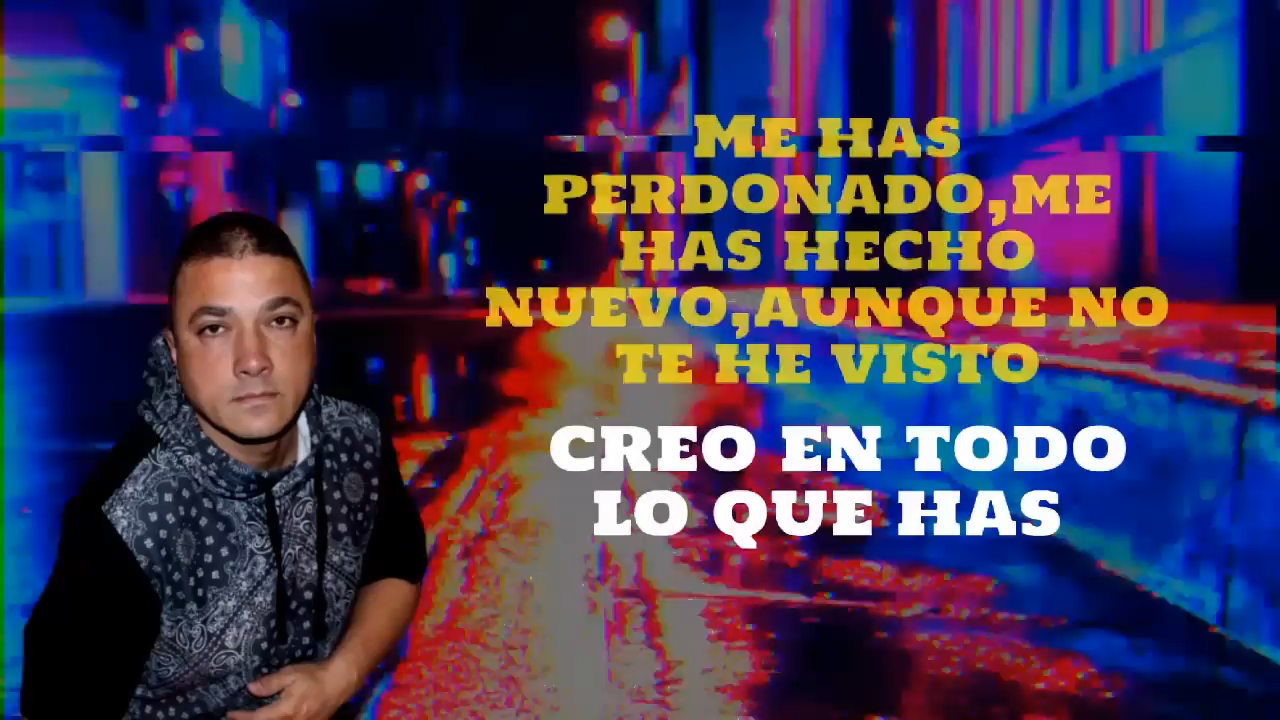 ME HAS
PERDONADO,ME
HAS HECHO
NUEVO,AUNQUE NO
TE HE VISTO
CREO EN TODO
LO QUE HAS